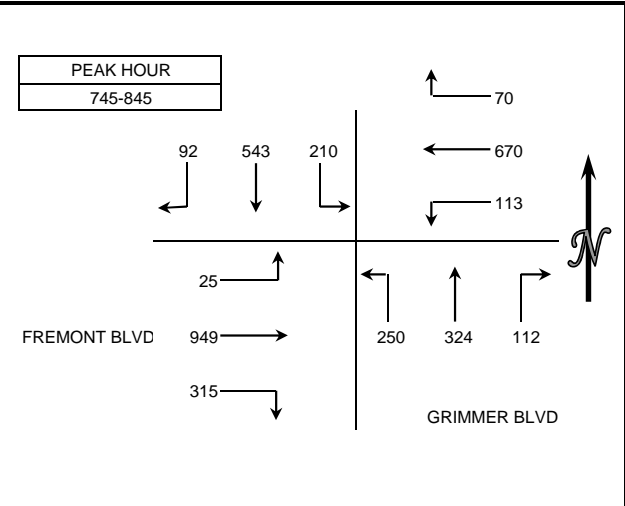 PEAK HOUR
745-845
70
92 543 210
670
113
25
N
FREMONT BLVD 949
250 324 112
315
GRIMMER BLVD